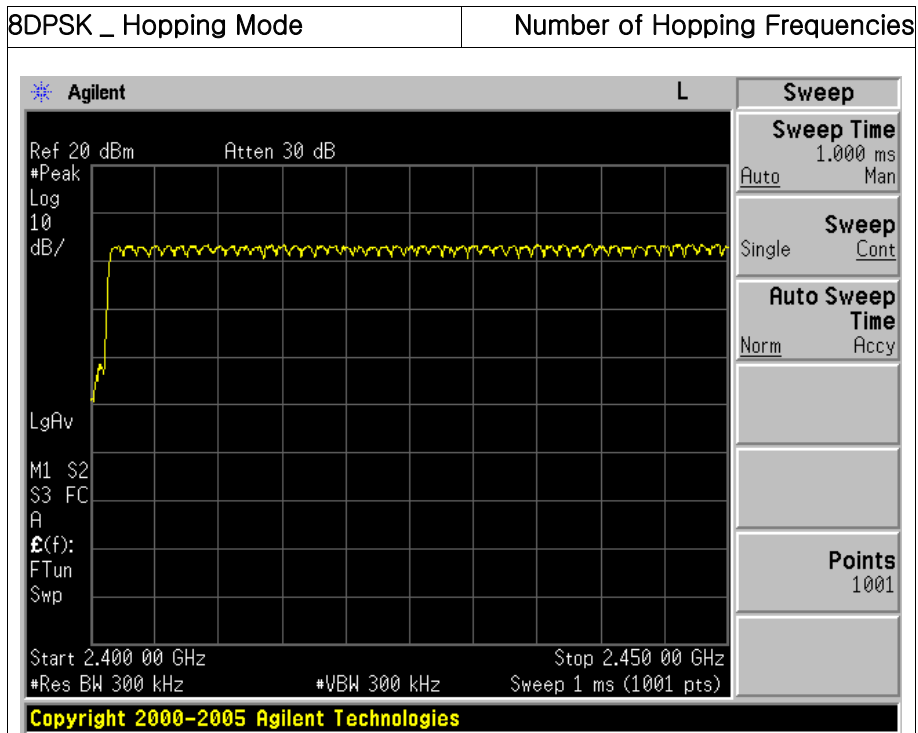 8DPSK _ Hopping Mode Number of Hopping Frequencies
Agilent L Sweep
Ref 20 dBm Atten 30 dB
#Peak
Log
10
dB/
LgAv
M1 S2
S3 FC
A
£(f):
FTun
Swp
Start 2.400 00 GHz Stop 2.450 00 GHz
#Res BW 300 kHz #VBW 300 kHz Sweep 1 ms (1001 pts)
Sweep Time
1.000 ms
Auto Man
Sweep
Single Cont
Auto Sweep
Time
Norm Accy
Points
1001
Copyright 2000-2005 Agilent Technologies